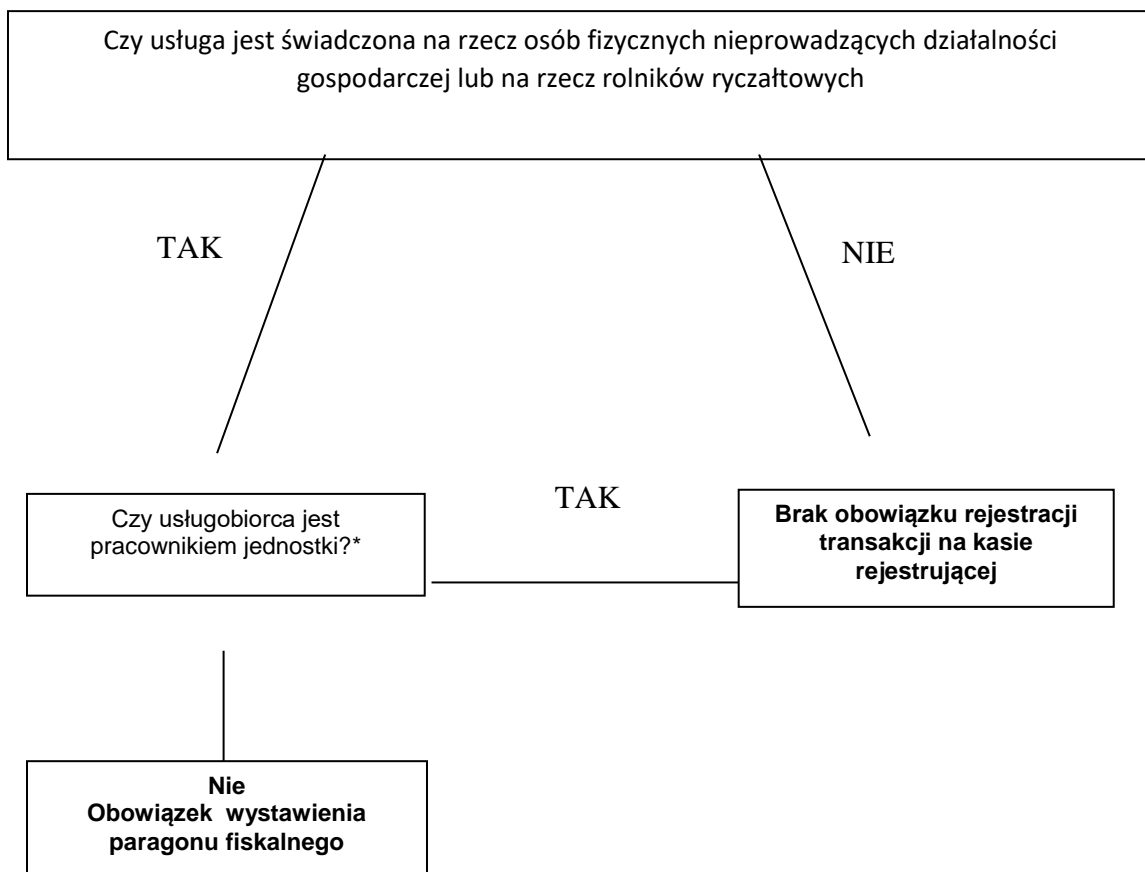 Czy usługa jest świadczona na rzecz osób fizycznych nieprowadzących działalności
gospodarczej lub na rzecz rolników ryczałtowych
TAK
NIE
Czy usługobiorca jest
pracownikiem jednostki?*
TAK
Brak obowiązku rejestracji
transakcji na kasie
rejestrującej
Nie
Obowiązek wystawienia
paragonu fiskalnego